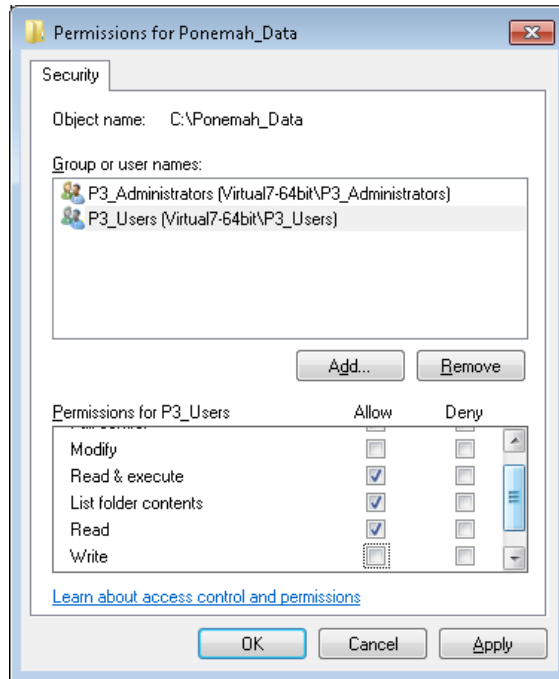 Permissions for Ponemah_Data
Security
Object name: C:\Ponemah_Data
Group or user names:
P3_Administrators (Virtual7-64bit\P3_Administrators)
P3_Users (Virtual7-64bit\P3_Users)
Add... Remove
Permissions for P3_Users Allow Deny
Modify
Read & execute
List folder contents
Read
Write
Learn about access control and permissions
OK Cancel Apply